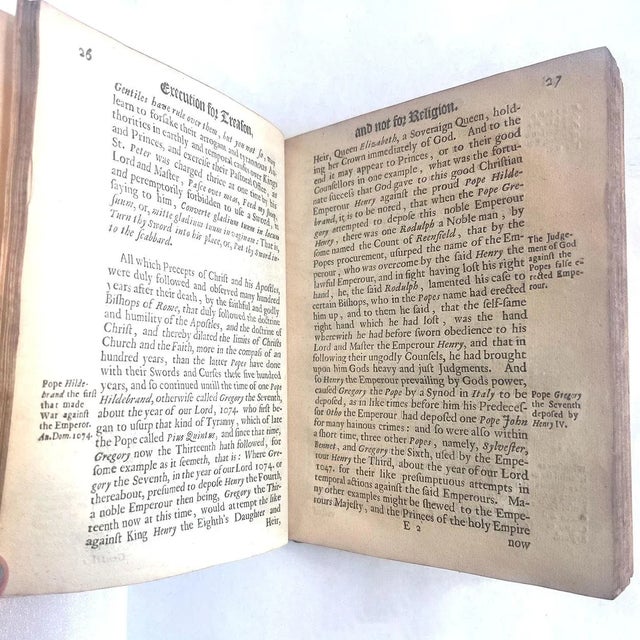 26
Execution for Treason,
Gentiles have rule over them, but you not so, they
learn to forsake their arrogant and tyrannous Au-
thorities in earthly and temporal causes over Kings
and Princes, and exercise their Pastoral Office, as
St. Peter was charged thrice at one time by his
Lord and Master, Pasce oves meas, Feed my sheep,
and peremptorily forbidden to use a Sword, in
saying to him, Converte gladium tuum in locum
suum, or, mitte gladium tuum in vaginam: That is,
Turn thy Sword into his place, or, Put thy Sword in-
to the scabbard.
All which Precepts of Christ and his Apostles,
were duly followed and observed many hundred
years after their death, by the faithful and godly
Bishops of Rome, that duly followed the doctrine
and humility of the Apostles, and the doctrine of
Christ, and thereby dilated the limits of Christs
Church and the Faith, more in the compass of an
hundred years, than the latter Popes have done
with their Swords and Curses these five hundred
years, and so continued untill the time of one Pope
Hildebrand, otherwise called Gregory the Seventh,
about the year of our Lord, 1074. who first be-
gan to usurp that kind of Tyranny, which of late
the Pope called Pius Quintus, and since that time,
Gregory now the Thirteenth hath followed, for
some example as it seemeth, that is: Where Gre-
gory the Seventh, in the year of our Lord 1074. or
thereabout, presumed to depose Henry the Fourth,
a noble Emperour then being, Gregory the Thir-
teenth now at this time, would attempt the like
against King Henry the Eighth's Daughter and
Heir,
Pope Hilde-
brand the first
that made
War against
the Emperor.
An. Dom. 1074.
27
and not for Religion.
Heir, Queen Elizabeth, a Soveraign Queen, hold-
ing her Crown immediately of God. And to the
end it may appear to Princes, or to their good
Counsellors in one example, what was the fortu-
nate success that God gave to this good Christian
Emperour Henry against the proud Pope Hilde-
brand, it is to be noted, that when the Pope Gre-
gory attempted to depose this noble Emperour
Henry, there was one Rodulph a Noble man, by
some named the Count of Reenfeld, that by the
Popes procurement, usurped the name of the Em-
perour, who was overcome by the said Henry the
lawful Emperour, and in fight having lost his right
hand, he, the said Rodulph, lamented his case to
certain Bishops, who in the Popes name had erected
him up, and to them he said, that the self-same
right hand which he had lost, was the hand
wherewith he had before sworn obedience to his
Lord and Master the Emperour Henry, and that in
following their ungodly Counsels, he had brought
upon him Gods heavy and just Judgments. And
so Henry the Emperour prevailing by Gods power,
caused Gregory the Pope by a Synod in Italy to be
deposed, as in like times before him his Predeces-
sor Otho the Emperour had deposed one Pope John
for many hainous crimes: and so were also within
a short time, three other Popes, namely, Sylvester,
Bennet, and Gregory the Sixth, used by the Empe-
rour Henry the Third, about the year of our Lord
1047. for their like presumptuous attempts in
temporal actions against the said Emperours. Ma-
ny other examples might be shewed to the Empe-
rours Majesty, and the Princes of the holy Empire
E 2
now
The Judge-
ment of God
against the
Popes false e-
rected Empe-
rour.
Pope Gregory
the Seventh
deposed by
Henry IV.